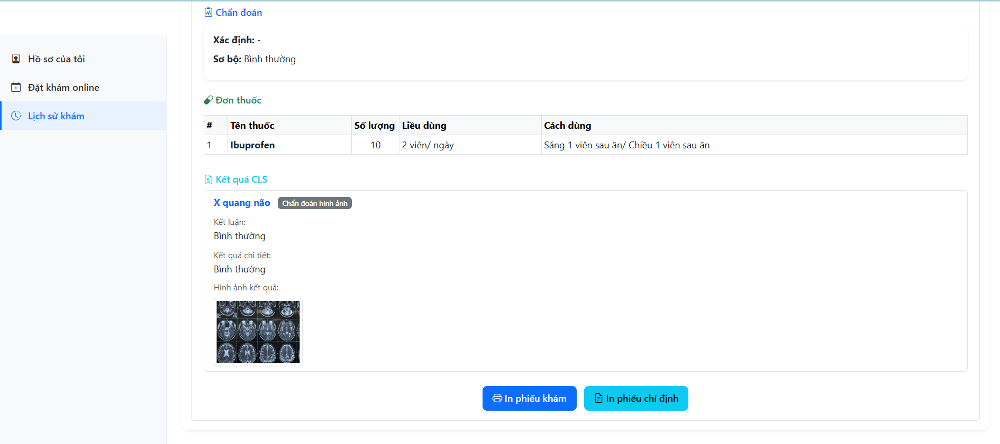 Hồ sơ của tôi
Đặt khám online
Lịch sử khám
Chẩn đoán
Xác định: -
Sơ bộ: Bình thường
Đơn thuốc
# Tên thuốc Số lượng Liều dùng Cách dùng
1 Ibuprofen 10 2 viên/ ngày Sáng 1 viên sau ăn/ Chiều 1 viên sau ăn
Kết quả CLS
X quang não Chẩn đoán hình ảnh
Kết luận:
Bình thường
Kết quả chi tiết:
Bình thường
Hình ảnh kết quả:
In phiếu khám In phiếu chỉ định